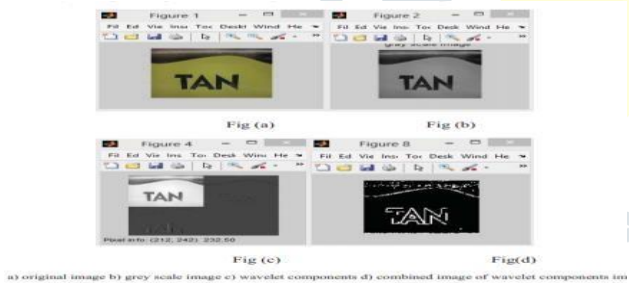 Figure 1
Figure 2
Fil Ed Vie Ins Toc Deskt Wind He
Fil Ed Vie Ins Toc Desk Wind He
gray scale image
TAN
TAN
Fig (a)
Fig (b)
Figure 4
Figure 8
Fil Ed Vie Ins Toc Desk Wind He
Fil Ed Vie Ins Toc Desk Wind He
TAN
TAN
Pixel info: (212, 242) 232.50
Fig (c)
Fig(d)
a) original image b) grey scale image c) wavelet components d) combined image of wavelet components im